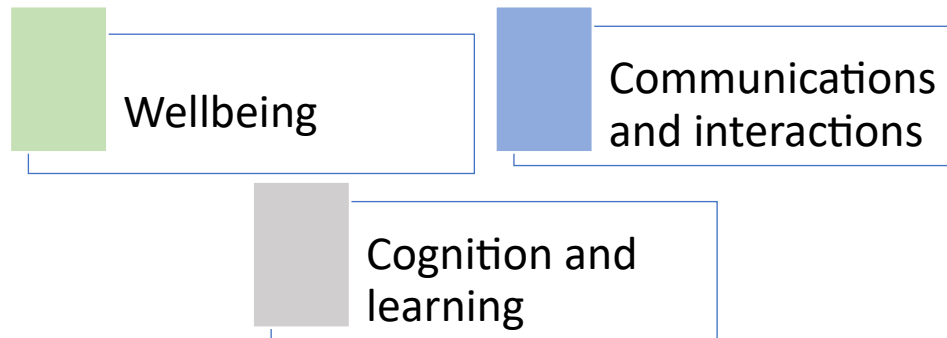 Wellbeing
Communications
and interactions
Cognition and
learning